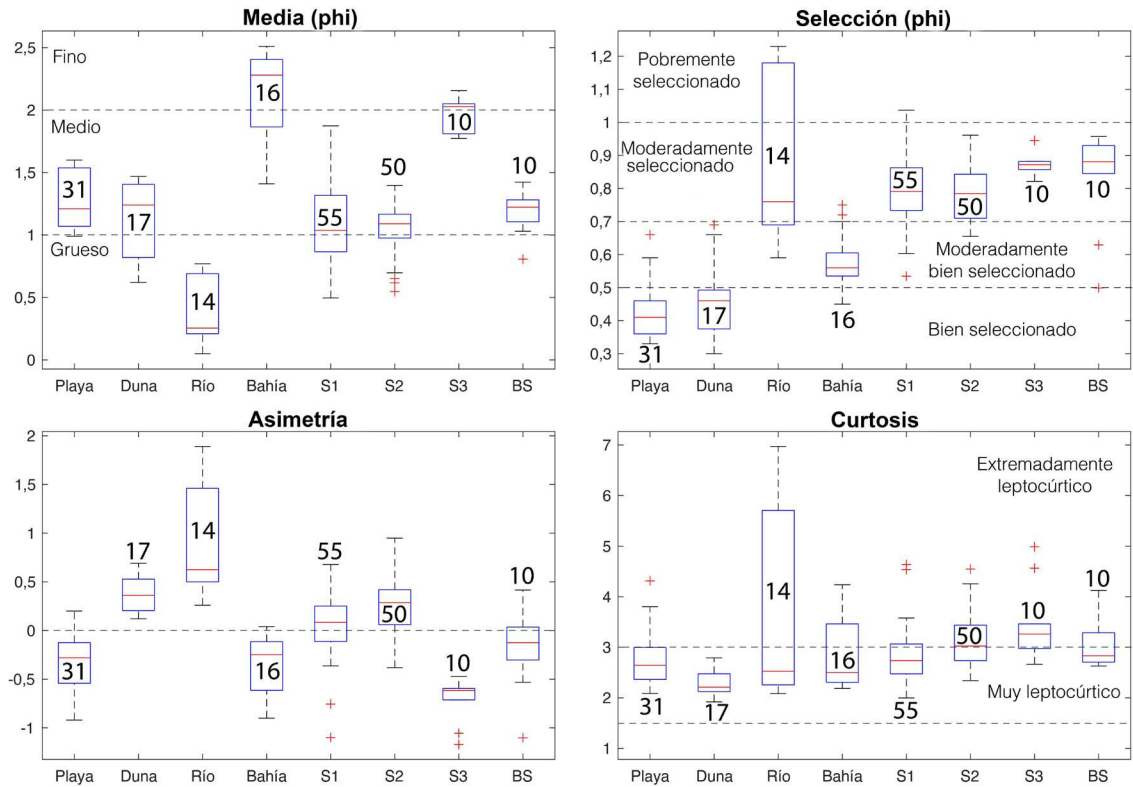 Media (phi)
2,5
2
1,5
1
0,5
0
Fino
Medio
Grueso
31
17
14
16
55
50
10
10
Playa
Duna
Río
Bahía
S1
S2
S3
BS
Selección (phi)
1,2
1,1
1
0,9
0,8
0,7
0,6
0,5
0,4
0,3
Pobremente
seleccionado
Moderadamente
seleccionado
Moderadamente
bien seleccionado
Bien seleccionado
31
17
14
16
55
50
10
10
Playa
Duna
Río
Bahía
S1
S2
S3
BS
Asimetría
2
1,5
1
0,5
0
-0,5
-1
31
17
14
16
55
50
10
10
Playa
Duna
Río
Bahía
S1
S2
S3
BS
Curtosis
7
6
5
4
3
2
1
Extremadamente
leptocúrtico
Muy leptocúrtico
31
17
14
16
55
50
10
10
Playa
Duna
Río
Bahía
S1
S2
S3
BS